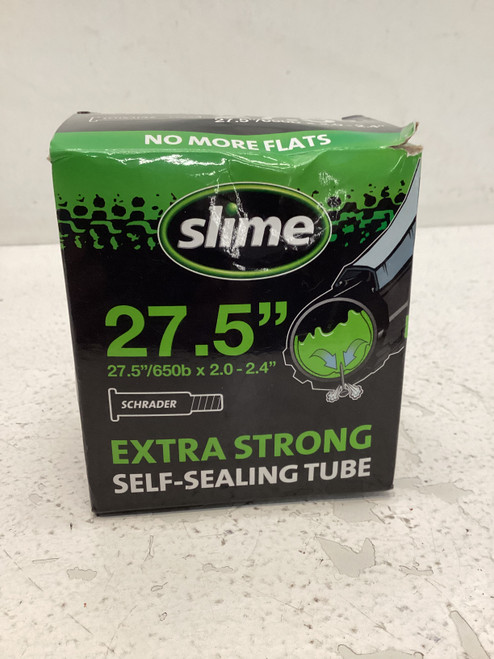 NO MORE FLATS
slime
27.5”
27.5”/650b x 2.0 - 2.4”
SCHRADER
EXTRA STRONG
SELF-SEALING TUBE